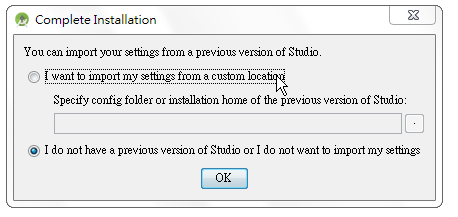 Complete Installation
You can import your settings from a previous version of Studio.
I want to import my settings from a custom location
Specify config folder or installation home of the previous version of Studio:
.
I do not have a previous version of Studio or I do not want to import my settings
OK